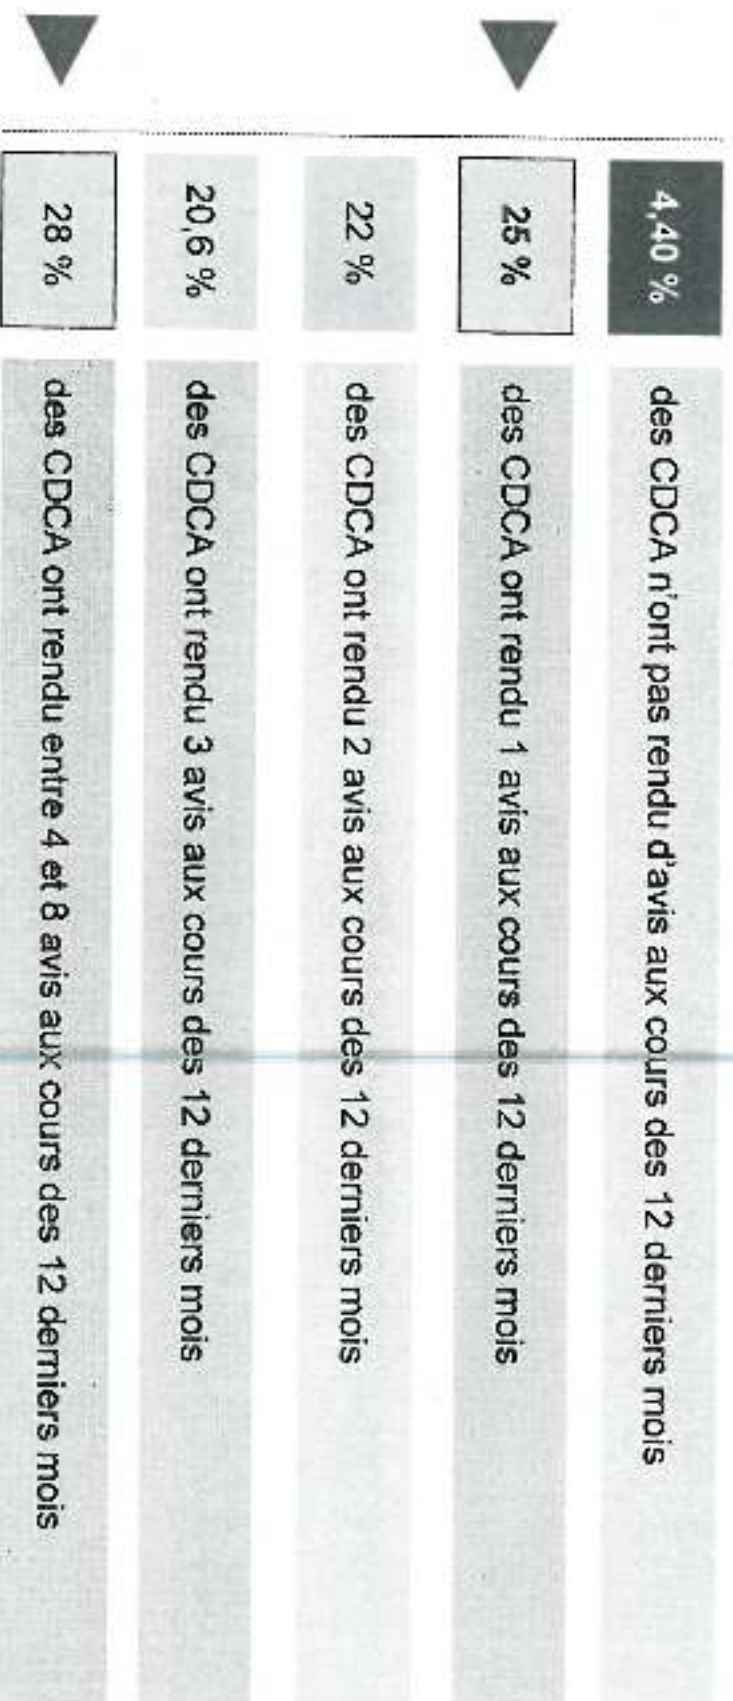 4,40 % des CDCA n'ont pas rendu d'avis aux cours des 12 derniers mois
25 % des CDCA ont rendu 1 avis aux cours des 12 derniers mois
22 % des CDCA ont rendu 2 avis aux cours des 12 derniers mois
20,6 % des CDCA ont rendu 3 avis aux cours des 12 derniers mois
28 % des CDCA ont rendu entre 4 et 8 avis aux cours des 12 derniers mois